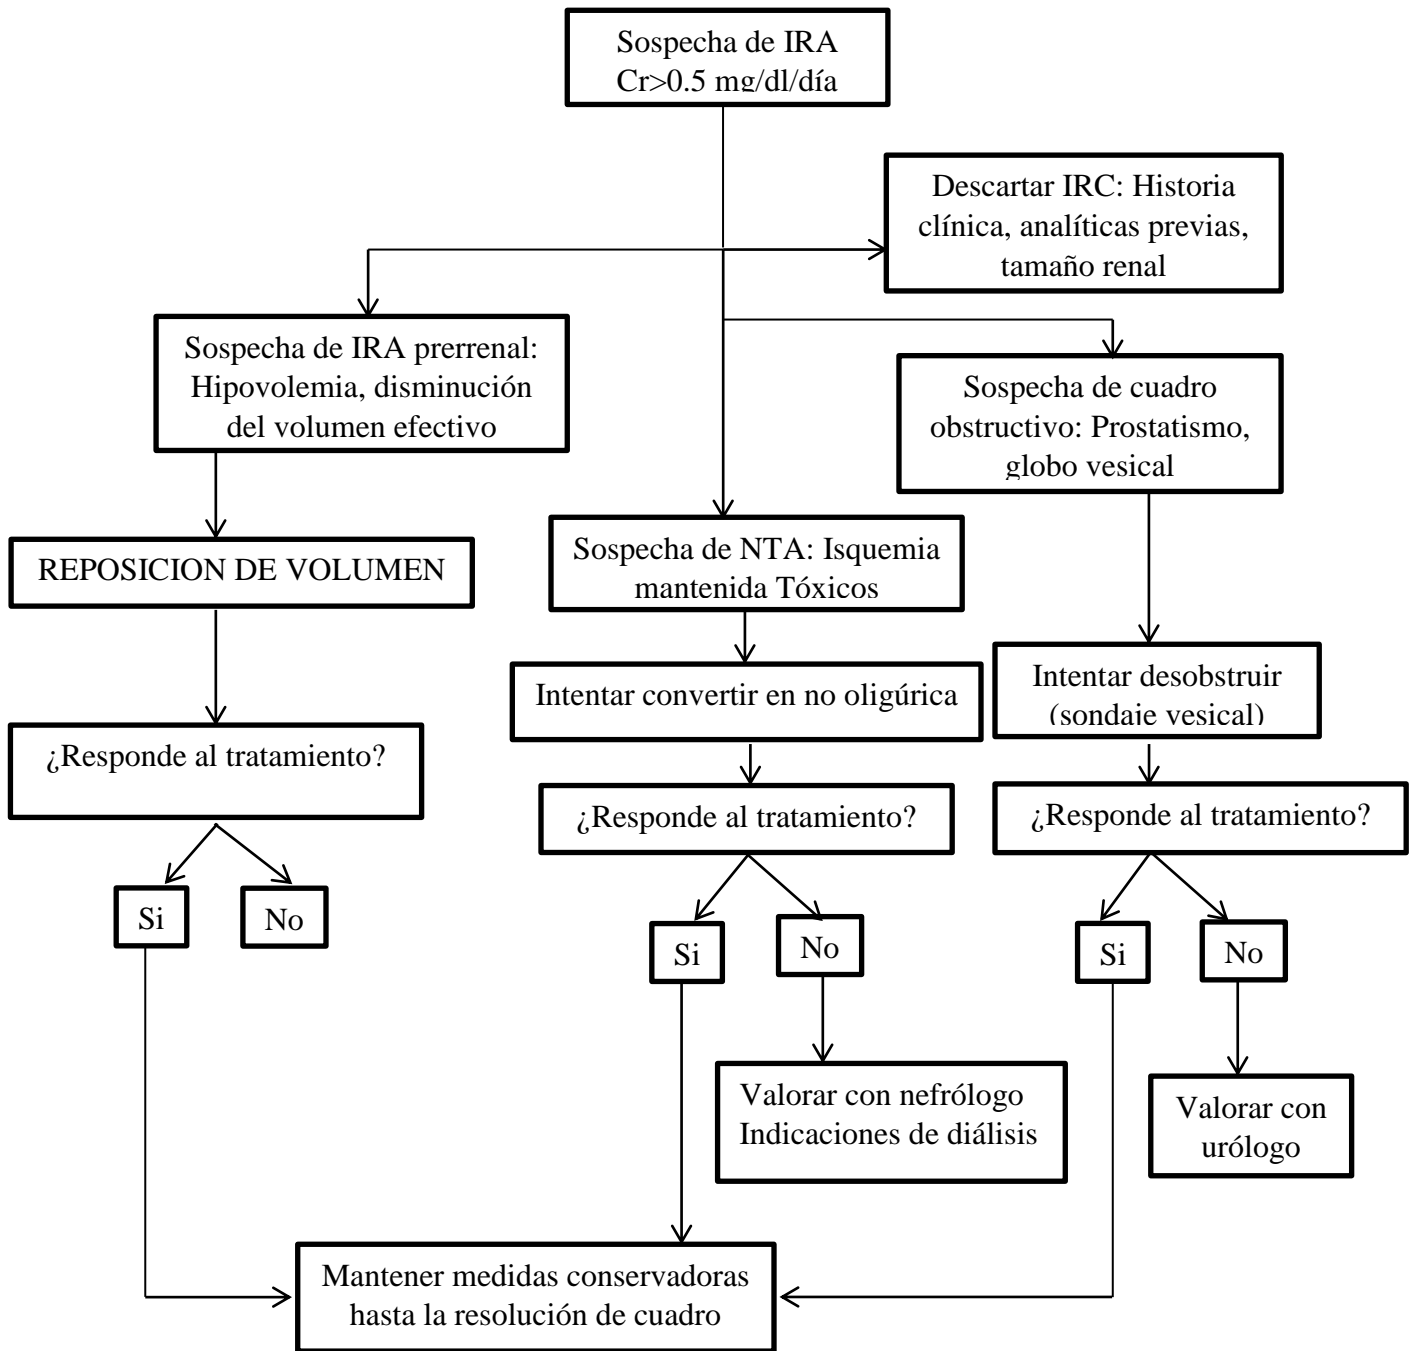 Sospecha de IRA
Cr>0.5 mg/dl/día
Descartar IRC: Historia
clínica, analíticas previas,
tamaño renal
Sospecha de IRA prerrenal:
Hipovolemia, disminución
del volumen efectivo
Sospecha de cuadro
obstructivo: Prostatismo,
globo vesical
REPOSICION DE VOLUMEN
Sospecha de NTA: Isquemia
mantenida Tóxicos
Intentar convertir en no oligúrica
Intentar desobstruir
(sondaje vesical)
¿Responde al tratamiento?
¿Responde al tratamiento?
¿Responde al tratamiento?
Si
No
Si
No
Si
No
Valorar con nefrólogo
Indicaciones de diálisis
Valorar con
urólogo
Mantener medidas conservadoras
hasta la resolución de cuadro